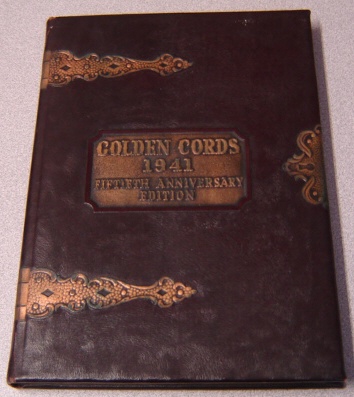 GOLDEN CORDS
1941
FIFTIETH ANNIVERSARY
EDITION